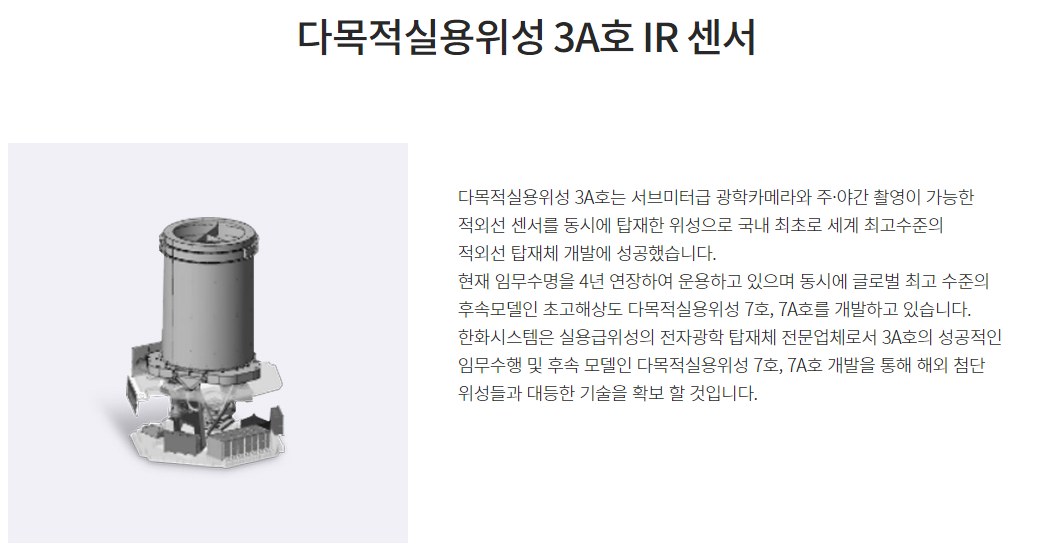 다목적실용위성 3A호 IR 센서
다목적실용위성 3A호는 서브미터급 광학카메라와 주·야간 촬영이 가능한
적외선 센서를 동시에 탑재한 위성으로 국내 최초로 세계 최고수준의
적외선 탑재체 개발에 성공했습니다.
현재 임무수명을 4년 연장하여 운용하고 있으며 동시에 글로벌 최고 수준의
후속모델인 초고해상도 다목적실용위성 7호, 7A호를 개발하고 있습니다.
한화시스템은 실용급위성의 전자광학 탑재체 전문업체로서 3A호의 성공적인
임무수행 및 후속 모델인 다목적실용위성 7호, 7A호 개발을 통해 해외 첨단
위성들과 대등한 기술을 확보 할 것입니다.